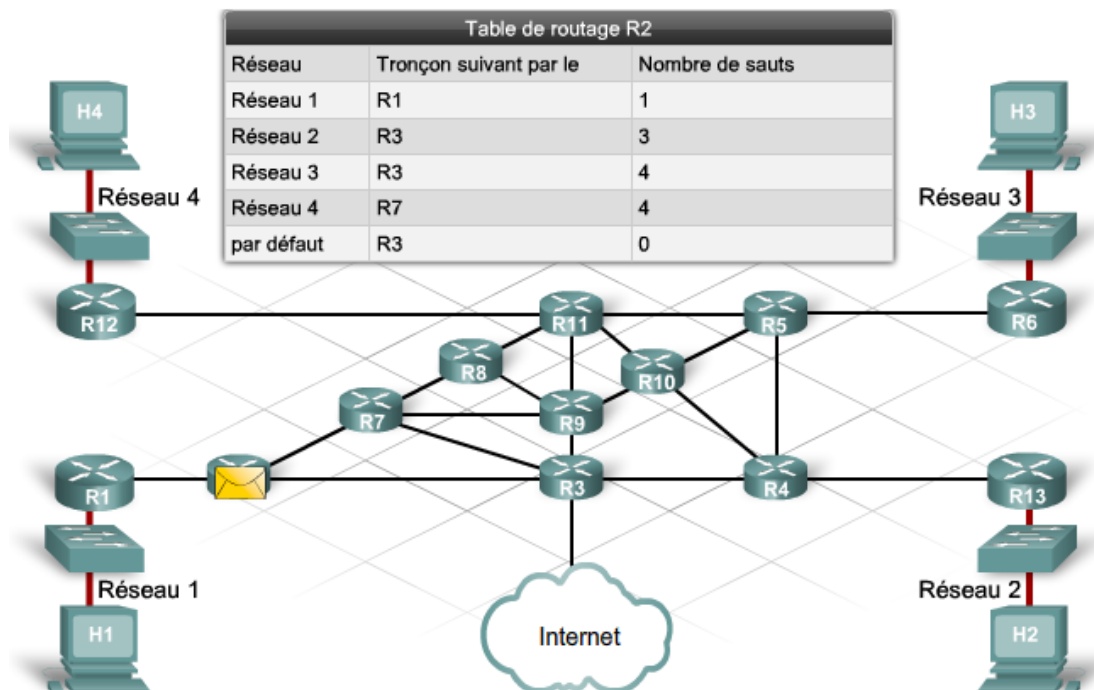 Table de routage R2
Réseau Tronçon suivant par le Nombre de sauts
Réseau 1 R1 1
Réseau 2 R3 3
Réseau 3 R3 4
Réseau 4 R7 4
par défaut R3 0
H4
H3
Réseau 4
Réseau 3
R12
R11
R5
R6
R8
R10
R7
R9
R1
R3
R4
R13
Réseau 1
Réseau 2
Internet
H1
H2